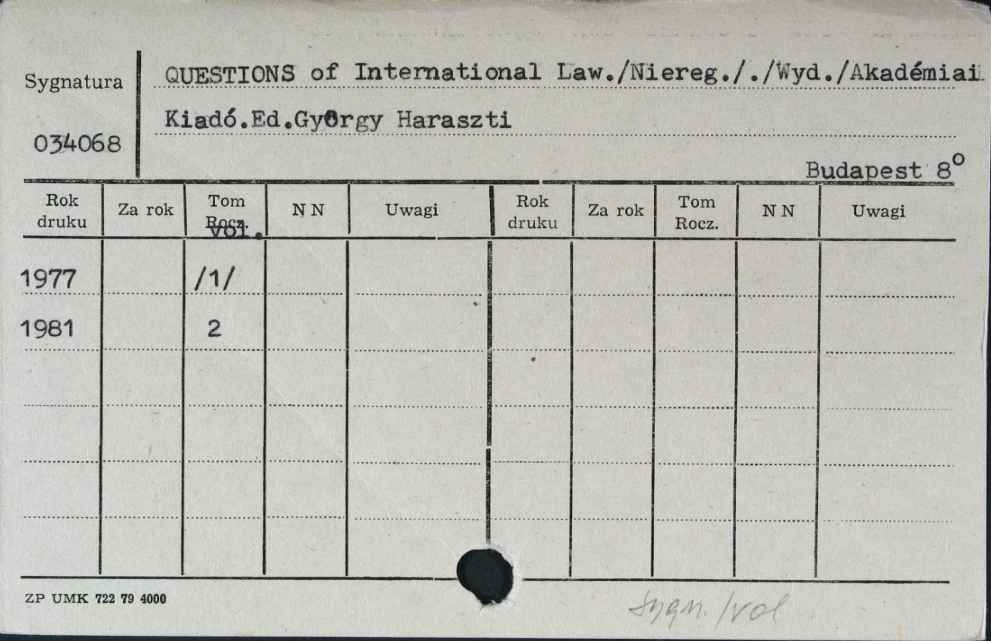 Sygnatura QUESTIONS of International Law./Niereg./ ./Wyd./Akadémiai
Kiadó.Ed.György Haraszti
034068
Budapest 8°
Rok druku Za rok Tom Rocz. vol. N N Uwagi Rok druku Za rok Tom Rocz. N N Uwagi
1977 /1/
1981 2
ZP UMK 722 79 4000
sygn./vol